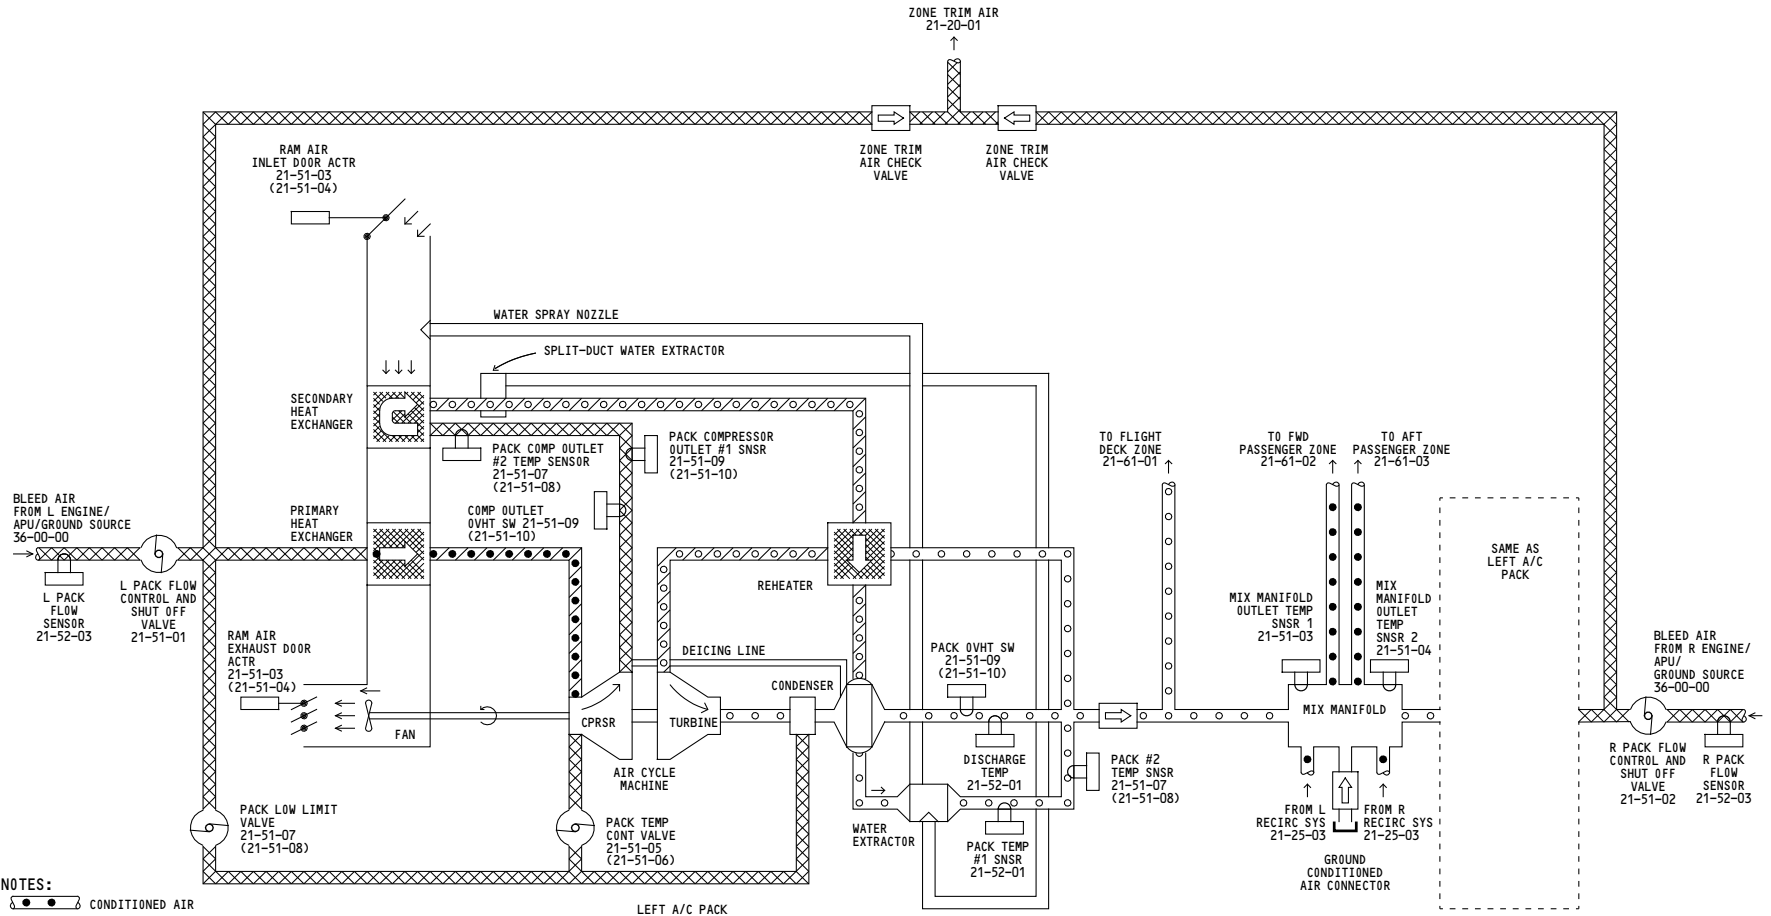 ZONE TRIM AIR
21-20-01
ZONE TRIM
AIR CHECK
VALVE
ZONE TRIM
AIR CHECK
VALVE
RAM AIR
INLET DOOR ACTR
21-51-03
(21-51-04)
WATER SPRAY NOZZLE
SPLIT-DUCT WATER EXTRACTOR
SECONDARY
HEAT
EXCHANGER
PACK COMP OUTLET
#2 TEMP SENSOR
21-51-07
(21-51-08)
PACK COMPRESSOR
OUTLET #1 SNSR
21-51-09
(21-51-10)
TO FLIGHT
DECK ZONE
21-61-01
TO FWD
PASSENGER ZONE
21-61-02
TO AFT
PASSENGER ZONE
21-61-03
BLEED AIR
FROM L ENGINE/
APU/GROUND SOURCE
36-00-00
PRIMARY
HEAT
EXCHANGER
COMP OUTLET
OVHT SW 21-51-09
(21-51-10)
SAME AS
LEFT A/C
PACK
L PACK
FLOW
SENSOR
21-52-03
L PACK FLOW
CONTROL AND
SHUT OFF
VALVE
21-51-01
REHEATER
MIX MANIFOLD
OUTLET TEMP
SNSR 1
21-51-03
MIX
MANIFOLD
OUTLET
TEMP
SNSR 2
21-51-04
RAM AIR
EXHAUST DOOR
ACTR
21-51-03
(21-51-04)
DEICING LINE
PACK OVHT SW
21-51-09
(21-51-10)
BLEED AIR
FROM R ENGINE/
APU/
GROUND SOURCE
36-00-00
CONDENSER
FAN
CPRSR
TURBINE
MIX MANIFOLD
AIR CYCLE
MACHINE
DISCHARGE
TEMP
21-52-01
PACK #2
TEMP SNSR
21-51-07
(21-51-08)
R PACK FLOW
CONTROL AND
SHUT OFF
VALVE
21-51-02
R PACK
FLOW
SENSOR
21-52-03
PACK LOW LIMIT
VALVE
21-51-07
(21-51-08)
PACK TEMP
CONT VALVE
21-51-05
(21-51-06)
WATER
EXTRACTOR
PACK TEMP
#1 SNSR
21-52-01
FROM L
RECIRC SYS
21-25-03
FROM R
RECIRC SYS
21-25-03
GROUND
CONDITIONED
AIR CONNECTOR
NOTES:
CONDITIONED AIR
LEFT A/C PACK